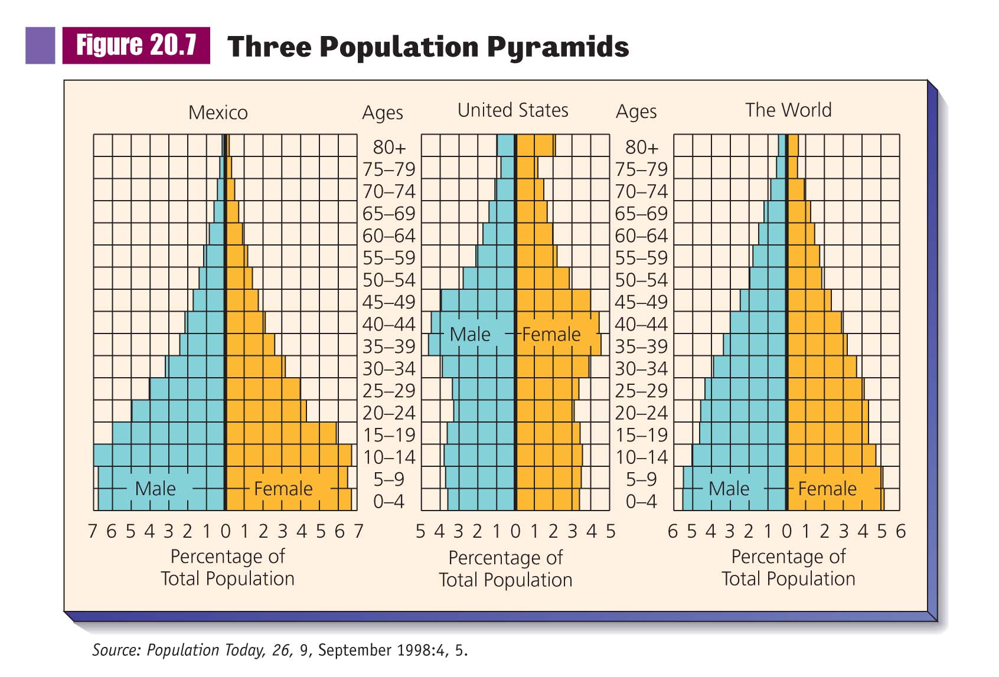 Figure 20.7 Three Population Pyramids
Mexico Ages United States Ages The World
80+ 80+
75–79 75–79
70–74 70–74
65–69 65–69
60–64 60–64
55–59 55–59
50–54 50–54
45–49 45–49
40–44 40–44
Male Female
35–39 35–39
30–34 30–34
25–29 25–29
20–24 20–24
15–19 15–19
10–14 10–14
5–9 5–9
Male Female Male Female
0–4 0–4
7 6 5 4 3 2 1 0 1 2 3 4 5 6 7 5 4 3 2 1 0 1 2 3 4 5 6 5 4 3 2 1 0 1 2 3 4 5 6
Percentage of Percentage of Percentage of
Total Population Total Population Total Population
Source: Population Today, 26, 9, September 1998:4, 5.